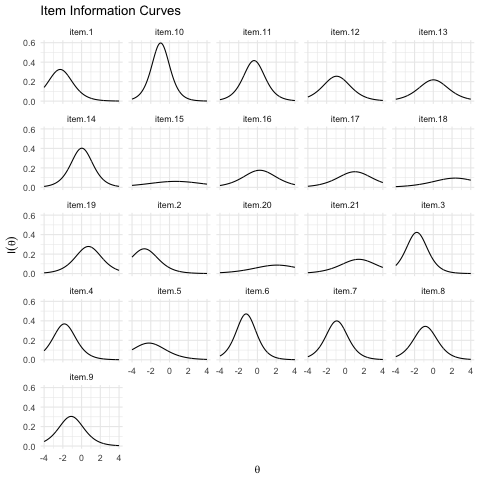 Item Information Curves
item.1 item.10 item.11 item.12 item.13
0.6
0.4
0.2
0.0
item.14 item.15 item.16 item.17 item.18
0.6
0.4
0.2
0.0
item.19 item.2 item.20 item.21 item.3
0.6
0.4
0.2
0.0
I(θ)
item.4 item.5 item.6 item.7 item.8
0.6
0.4
0.2
0.0
-4 -2 0 2 4 -4 -2 0 2 4 -4 -2 0 2 4 -4 -2 0 2 4
item.9
0.6
0.4
0.2
0.0
-4 -2 0 2 4
θ